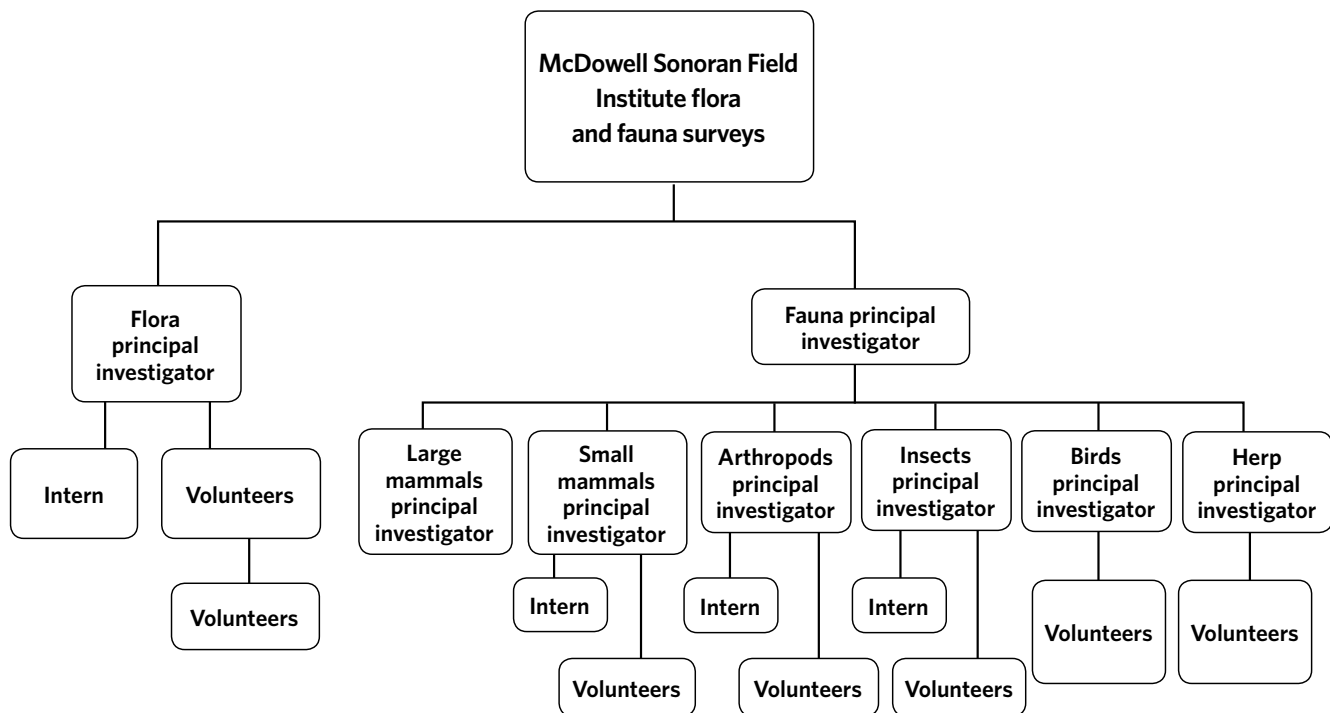 McDowell Sonoran Field
Institute flora
and fauna surveys
Flora
principal
investigator
Fauna principal
investigator
Intern
Volunteers
Volunteers
Large
mammals
principal
investigator
Small
mammals
principal
investigator
Arthropods
principal
investigator
Insects
principal
investigator
Birds
principal
investigator
Herp
principal
investigator
Intern
Volunteers
Intern
Volunteers
Intern
Volunteers
Volunteers
Volunteers